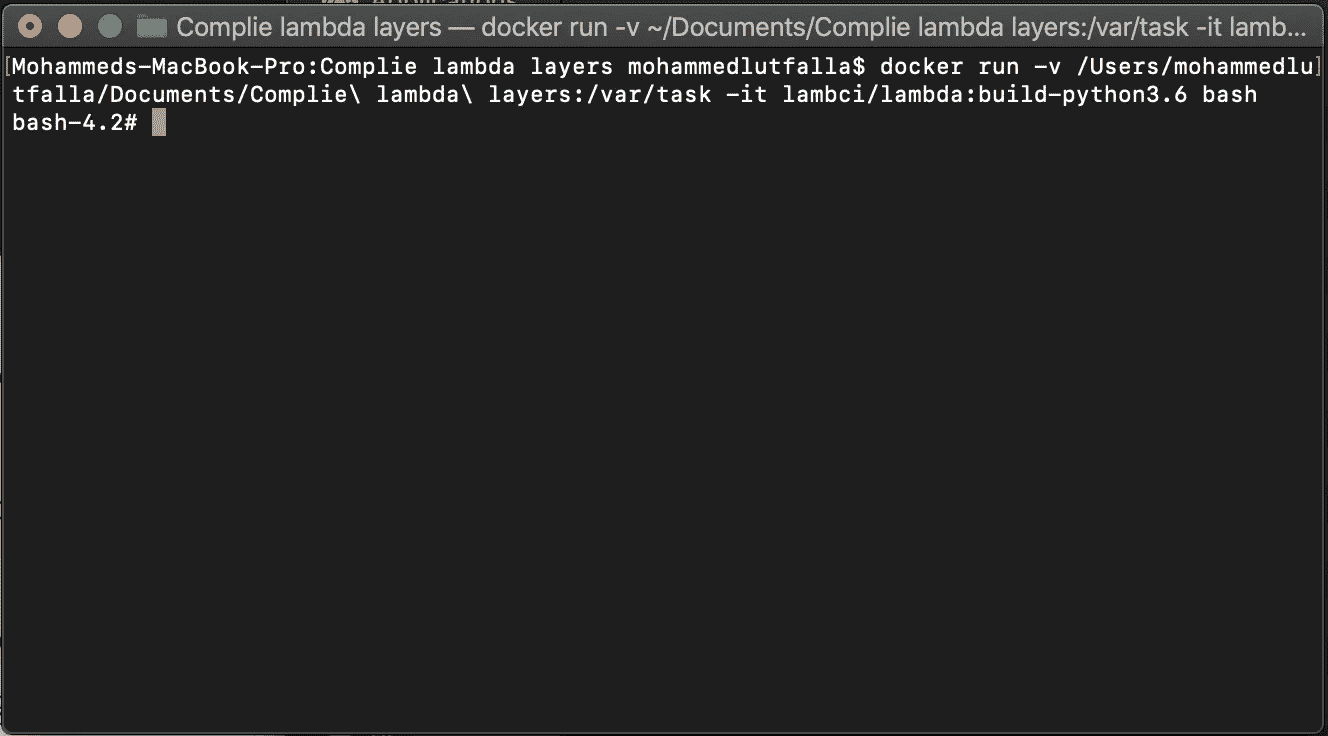 Complie lambda layers — docker run -v ~/Documents/Complie lambda layers:/var/task -it lamb...
[Mohammeds-MacBook-Pro:Complie lambda layers mohammedlutfalla$ docker run -v /Users/mohammedlu]
tfalla/Documents/Complie\ lambda\ layers:/var/task -it lambci/lambda:build-python3.6 bash
bash-4.2#